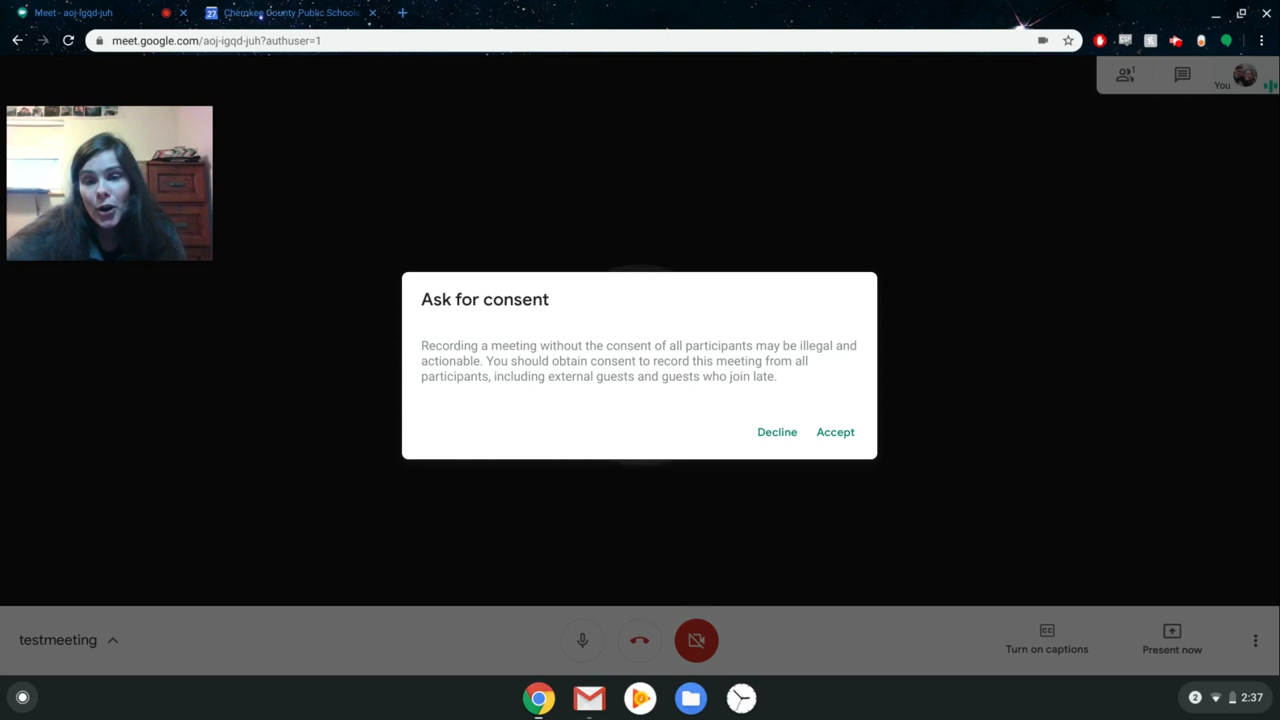 Meet - aoj-igqd-juh
27
Cherokee County Public Schools
meet.google.com/aoj-igqd-juh?authuser=1
1
You
Ask for consent
Recording a meeting without the consent of all participants may be illegal and
actionable. You should obtain consent to record this meeting from all
participants, including external guests and guests who join late.
Decline
Accept
testmeeting
CC
Turn on captions
Present now
2
2:37